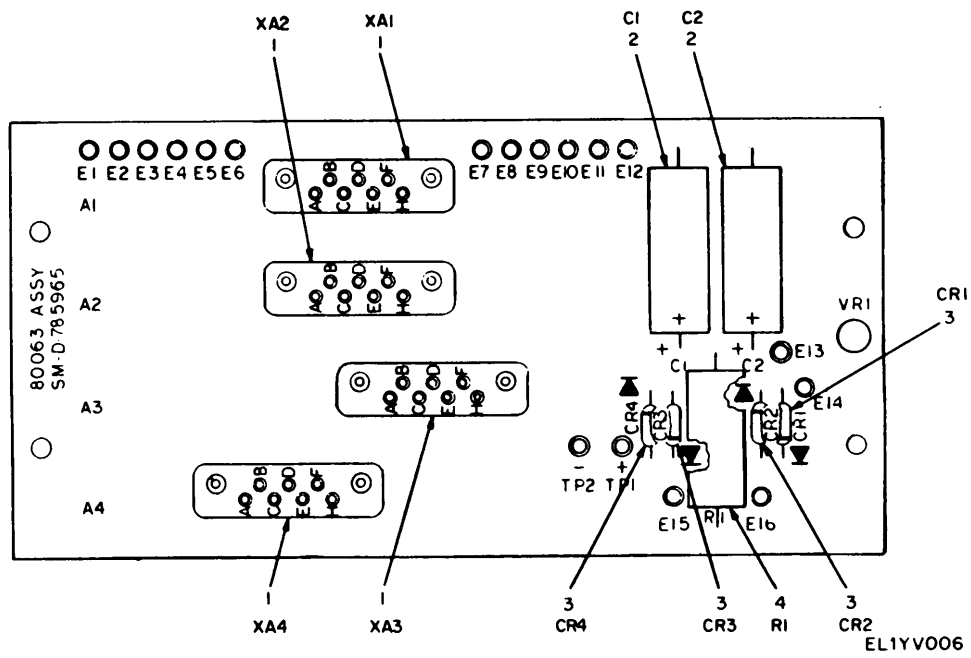 XA2
1
XA1
1
C1
2
C2
2
E1 E2 E3 E4 E5 E6
E7 E8 E9 E10 E11 E12
A1
B D F
A C E H
80063 ASSY
SM-D-785965
A2
B D F
A C E H
+ +
VR1
CR1
3
+ C1
+ C2
E13
E14
A3
B D F
A C E H
CR4
CR3
CR2
CR1
- +
TP2 TP1
A4
B D F
A C E H
E15
R1
E16
1
XA4
1
XA3
3
CR4
3
CR3
4
R1
3
CR2
EL1YV006